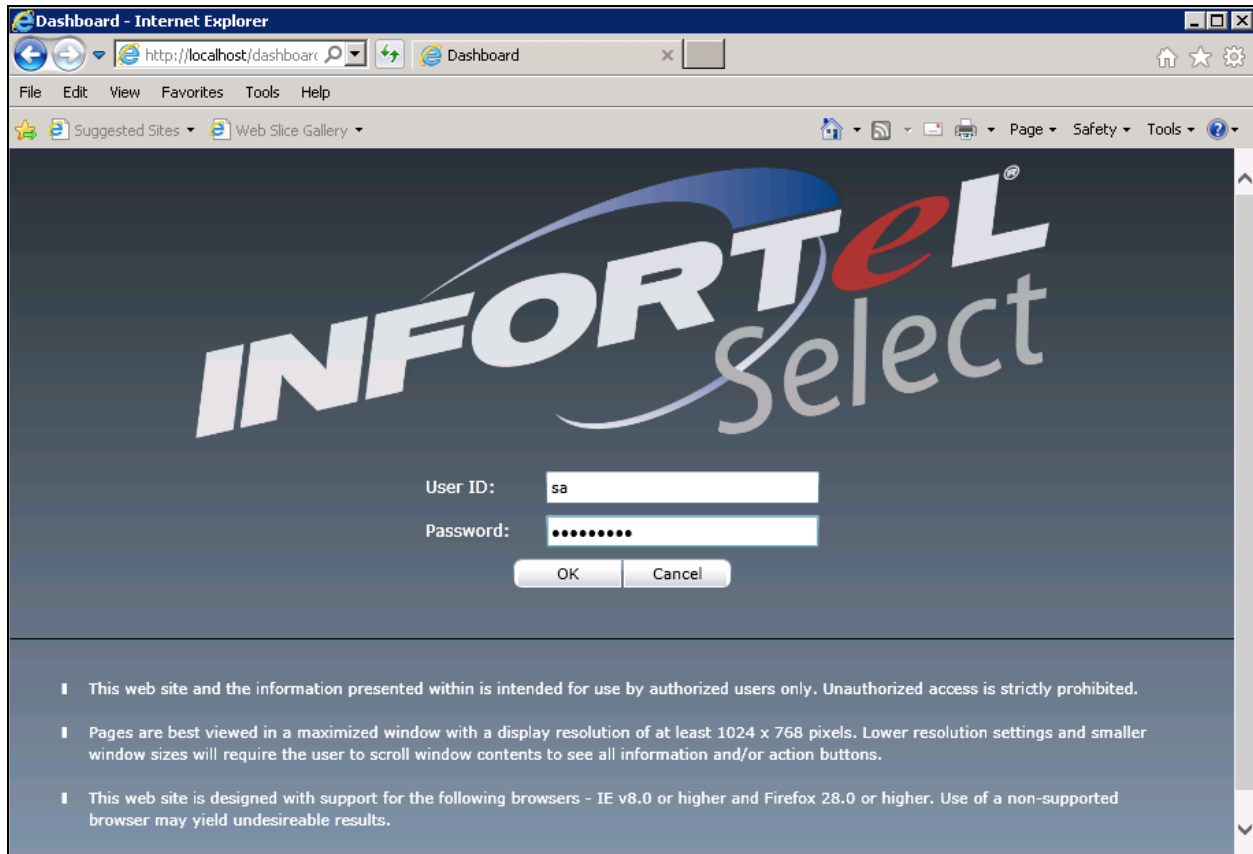 Dashboard - Internet Explorer
http://localhost/dashboar
Dashboard
File Edit View Favorites Tools Help
Suggested Sites Web Slice Gallery Page Safety Tools
INFORTeL®
Select
User ID: sa
Password: •••••••••
OK Cancel
This web site and the information presented within is intended for use by authorized users only. Unauthorized access is strictly prohibited.
Pages are best viewed in a maximized window with a display resolution of at least 1024 x 768 pixels. Lower resolution settings and smaller
window sizes will require the user to scroll window contents to see all information and/or action buttons.
This web site is designed with support for the following browsers - IE v8.0 or higher and Firefox 28.0 or higher. Use of a non-supported
browser may yield undesireable results.